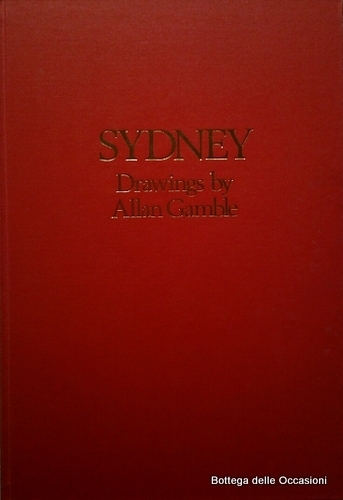 SYDNEY
Drawings by
Allan Gamble
Bottega delle Occasioni